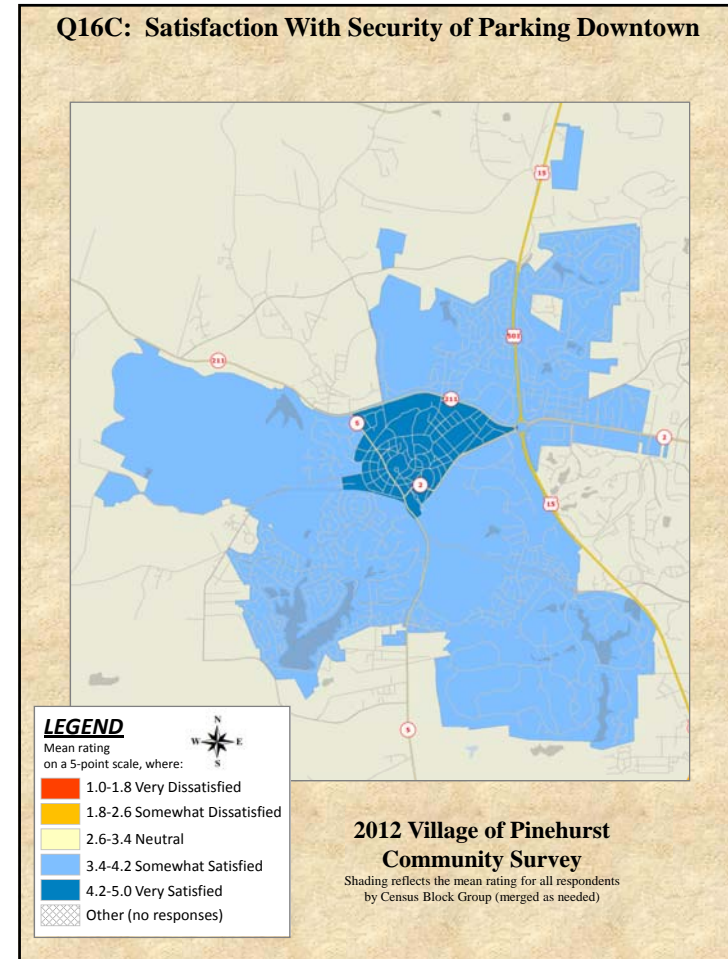 Q16C: Satisfaction With Security of Parking Downtown
15
501
211
211
5
2
2
15
5
LEGEND
N
W E
S
Mean rating
on a 5-point scale, where:
1.0-1.8 Very Dissatisfied
1.8-2.6 Somewhat Dissatisfied
2.6-3.4 Neutral
3.4-4.2 Somewhat Satisfied
4.2-5.0 Very Satisfied
Other (no responses)
2012 Village of Pinehurst
Community Survey
Shading reflects the mean rating for all respondents
by Census Block Group (merged as needed)